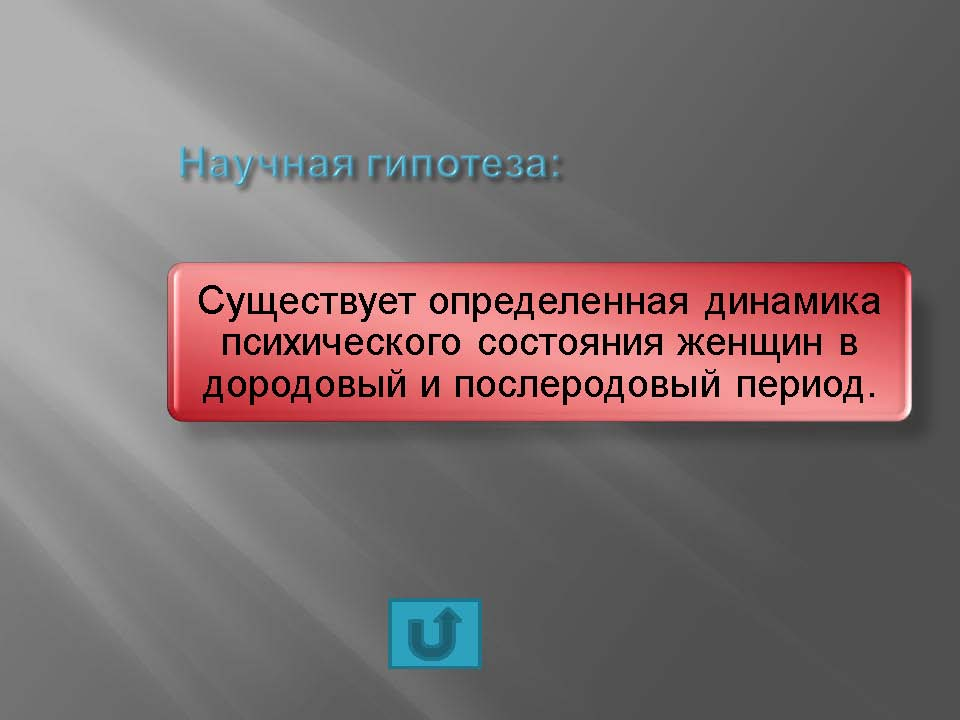 Научная гипотеза:
Существует определенная динамика
психического состояния женщин в
дородовый и послеродовый период.